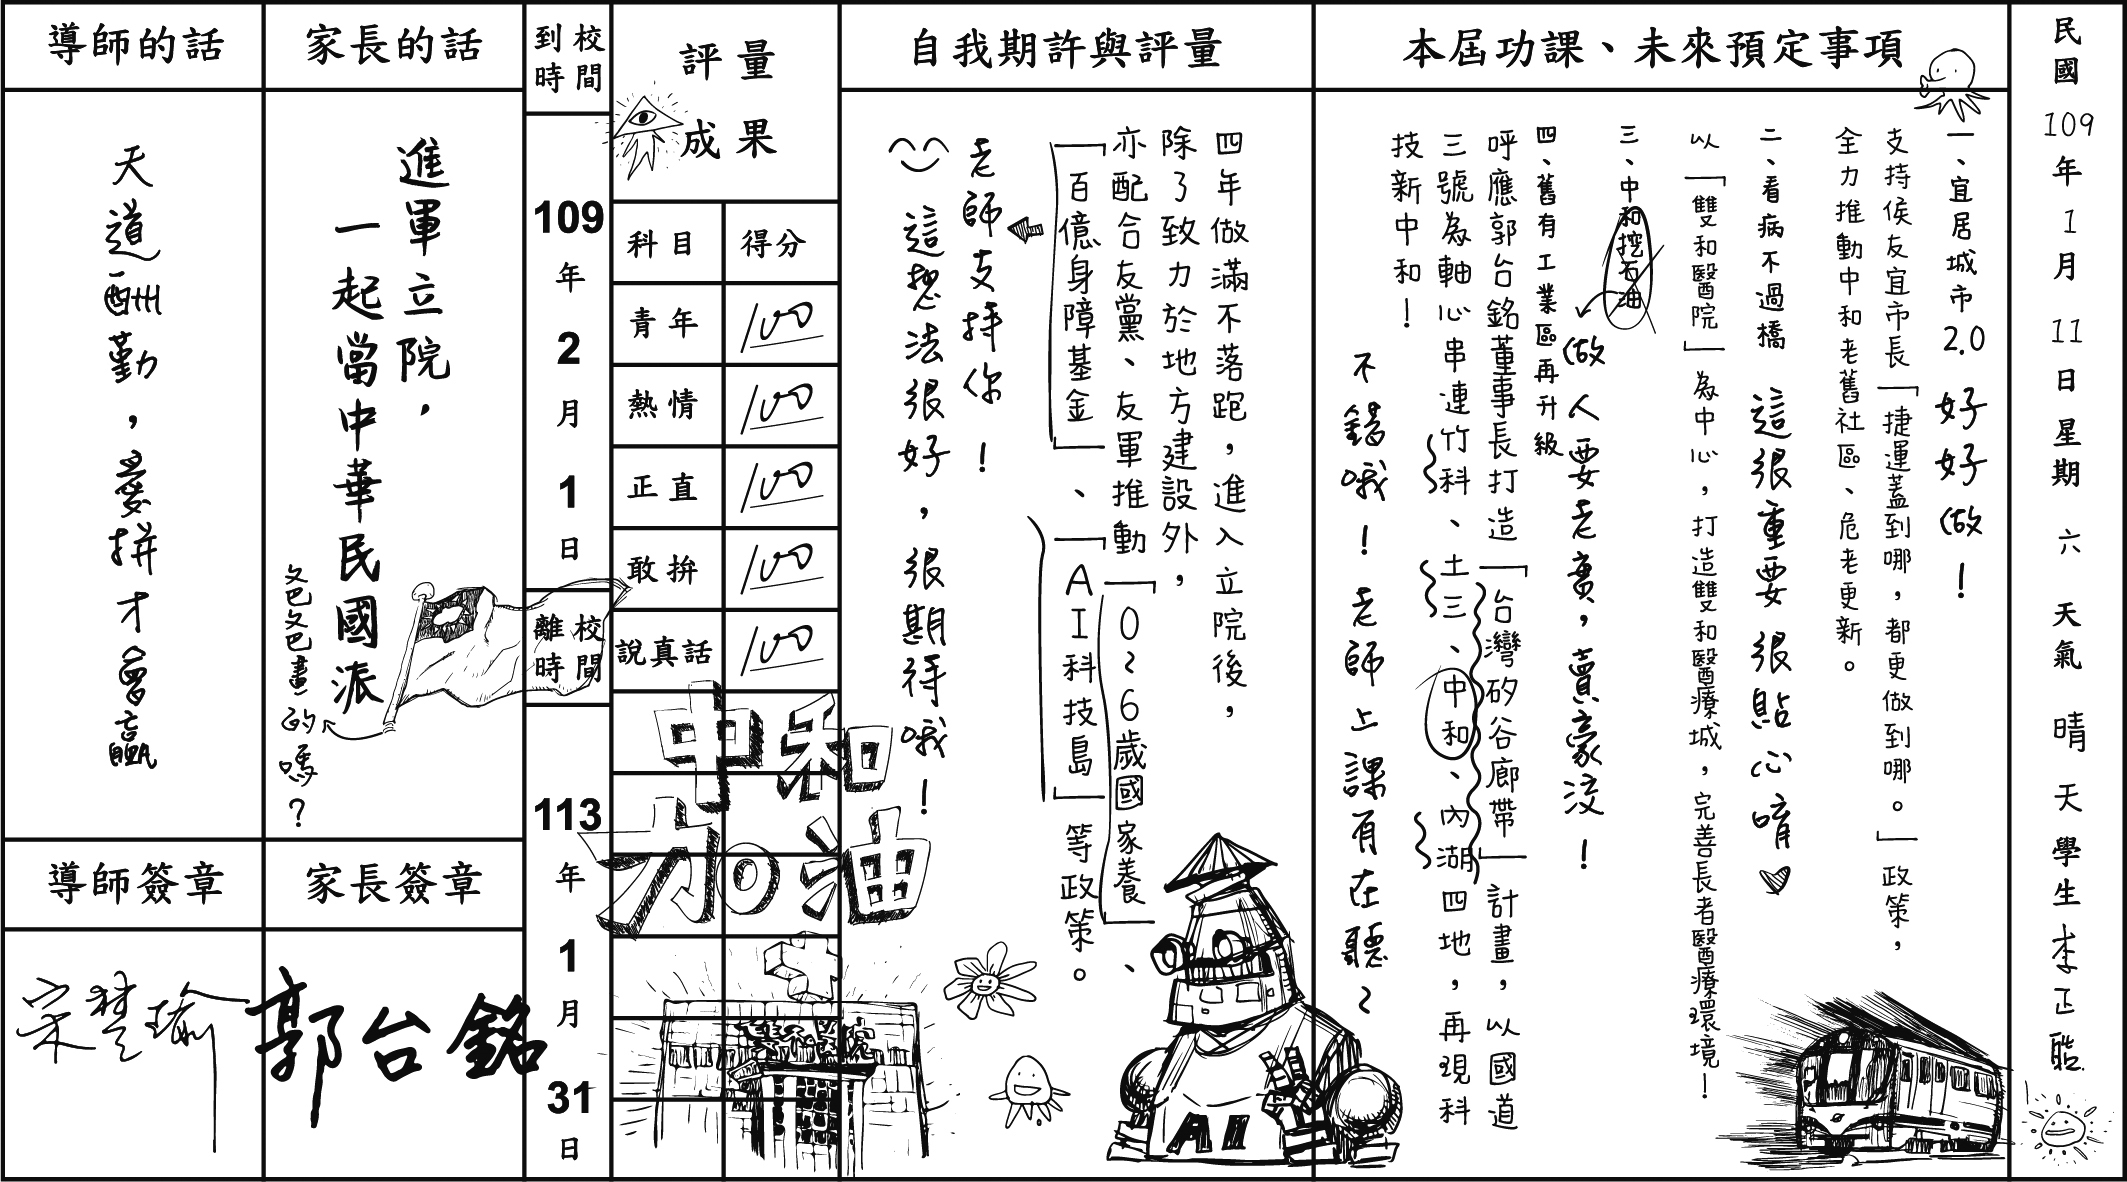 民國109年1月11日星期六 天氣 晴天 學生李正皓
本屆功課、未來預定事項
一、宜居城市2.0
好好做！
支持侯友宜市長「捷運蓋到哪，都更做到哪。」政策，
全力推動中和老舊社區、危老更新。
二、看病不過橋
這很重要很貼心唷♥
以「雙和醫院」為中心，打造雙和醫療城，完善長者醫療環境！
三、中和挖石油
做人要老實，賣豪洨！
四、舊有工業區再升級
呼應郭台銘董事長打造「台灣矽谷廊帶」計畫，以國道
三號為軸心串連竹科、土三、中和、內湖四地，再現科
技新中和！
不錯哦！老師上課有在聽～
自我期許與評量
四年做滿不落跑，進入立院後，
除了致力於地方建設外，
亦配合友黨、友軍推動「0~6歲國家養」、
「百億身障基金」、「AI科技島」等政策。
老師支持你！
這想法很好，很期待哦！
AI
評量成果
科目 得分
青年 100
熱情 100
正直 100
敢拚 100
說真話 100
中和
加油
到校時間
109年2月1日
離校時間
113年1月31日
家長的話
進軍立院，
一起當中華民國派
爸爸畫的嗎？
家長簽章
郭台銘
導師的話
天道酬勤，愛拼才會贏
導師簽章
宋楚瑜